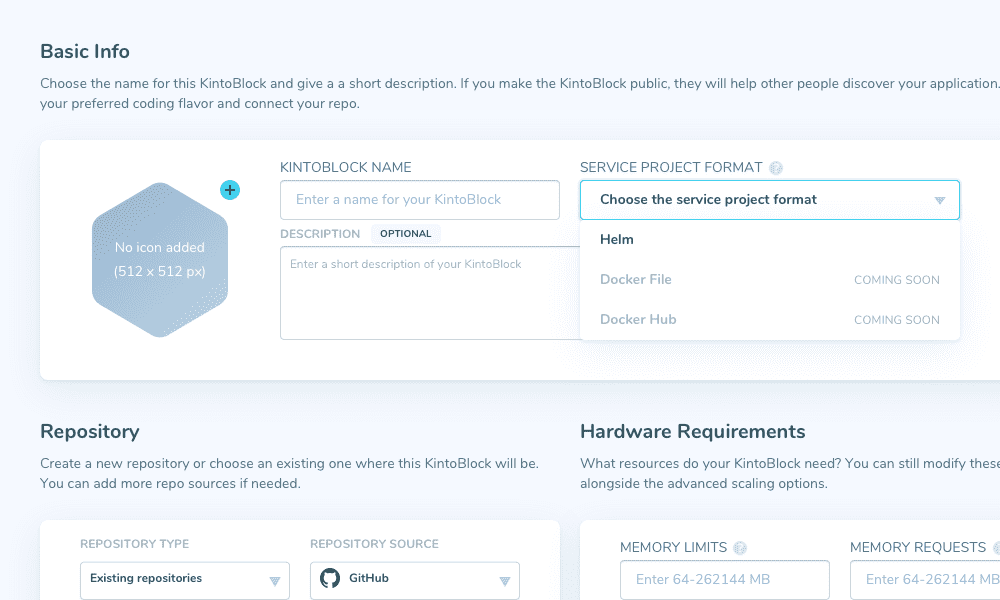 Basic Info
Choose the name for this KintoBlock and give a a short description. If you make the KintoBlock public, they will help other people discover your application.
your preferred coding flavor and connect your repo.
KINTOBLOCK NAME
SERVICE PROJECT FORMAT ?
No icon added
(512 x 512 px)
Enter a name for your KintoBlock
Choose the service project format
DESCRIPTION OPTIONAL
Enter a short description of your KintoBlock
Helm
Docker File COMING SOON
Docker Hub COMING SOON
Repository
Create a new repository or choose an existing one where this KintoBlock will be.
You can add more repo sources if needed.
Hardware Requirements
What resources do your KintoBlock need? You can still modify these
alongside the advanced scaling options.
REPOSITORY TYPE
Existing repositories
REPOSITORY SOURCE
GitHub
MEMORY LIMITS ?
Enter 64-262144 MB
MEMORY REQUESTS
Enter 64-262144 MB